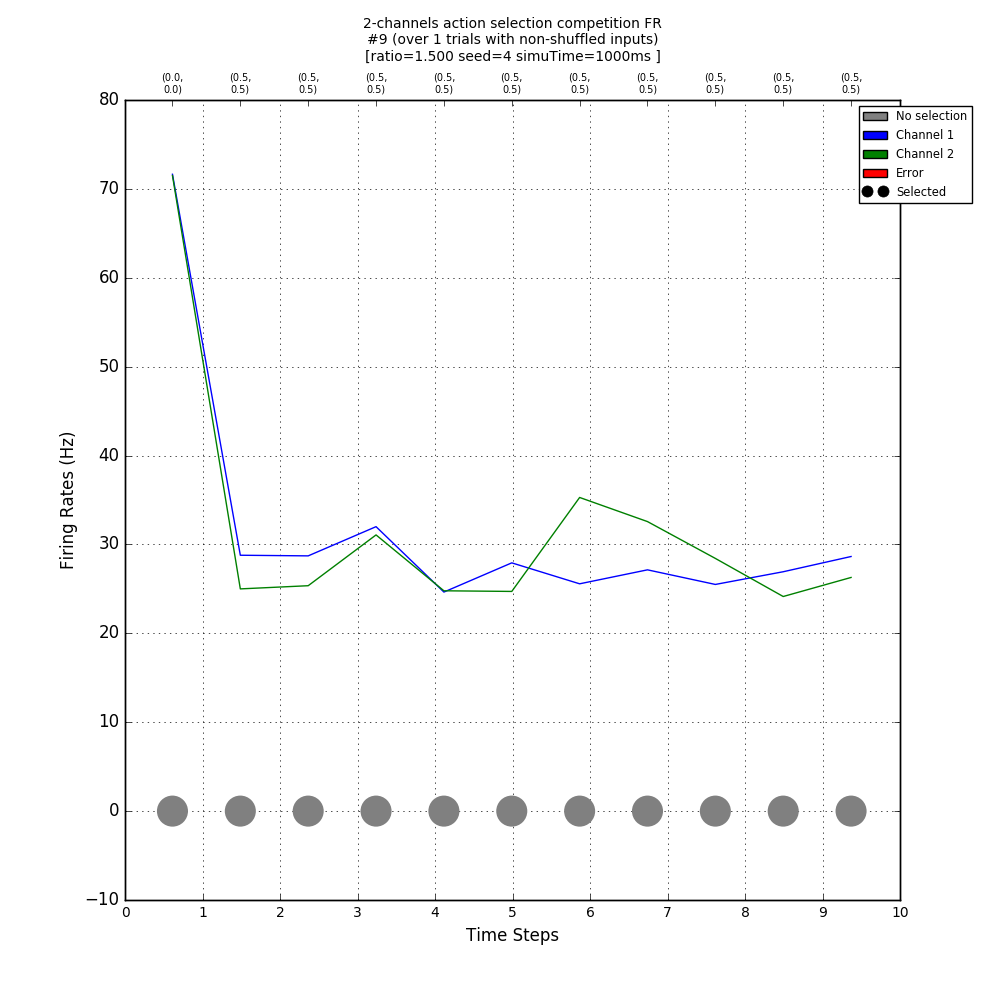 2-channels action selection competition FR
#9 (over 1 trials with non-shuffled inputs)
[ratio=1.500 seed=4 simuTime=1000ms ]
(0.0, (0.5, (0.5, (0.5, (0.5, (0.5, (0.5, (0.5, (0.5, (0.5, (0.5,
0.0) 0.5) 0.5) 0.5) 0.5) 0.5) 0.5) 0.5) 0.5) 0.5) 0.5)
No selection
Channel 1
Channel 2
Error
Selected
80
70
60
50
40
30
20
10
0
−10
Firing Rates (Hz)
0 1 2 3 4 5 6 7 8 9 10
Time Steps